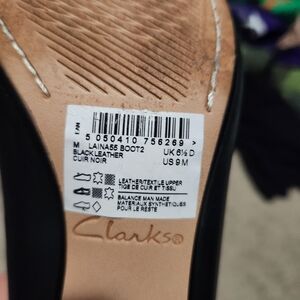 EAN
5 050410 756269 >
M LAINA55 BOOT2 UK 6½ D
BLACK LEATHER US 9 M
CUIR NOIR
LEATHER/TEXTILE UPPER
TIGE DE CUIR ET TISSU
BALANCE MAN MADE
MATERIAUX SYNTHETIQUES
POUR LE RESTE
Clarks®